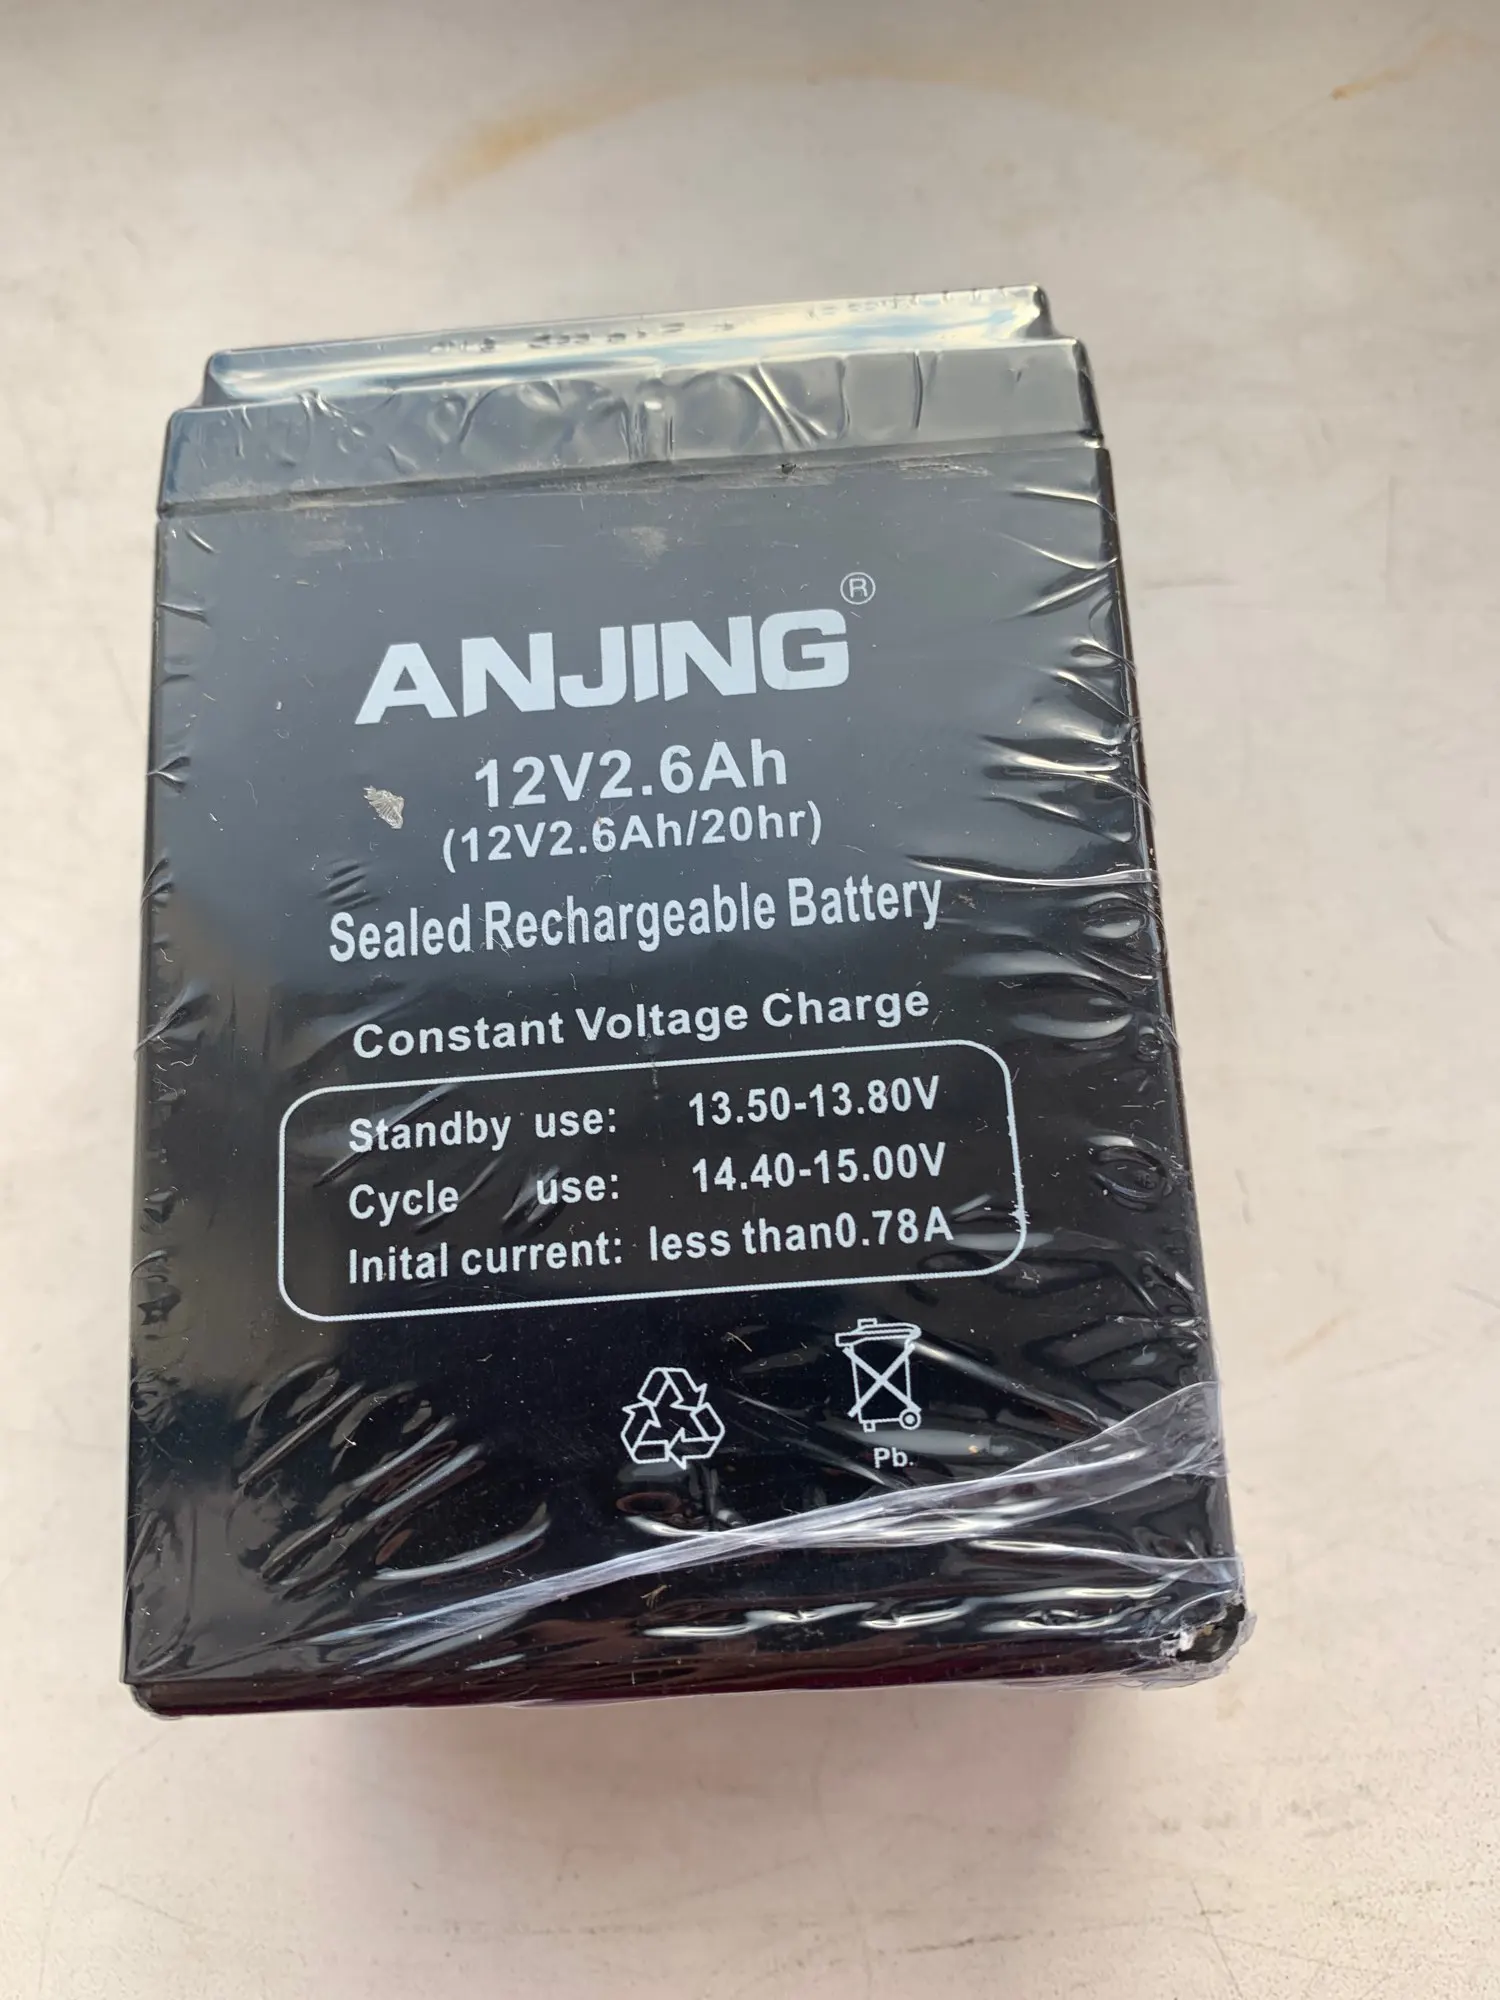 ANJING®
12V2.6Ah
(12V2.6Ah/20hr)
Sealed Rechargeable Battery
Constant Voltage Charge
Standby use: 13.50-13.80V
Cycle use: 14.40-15.00V
Inital current: less than0.78A
Pb.